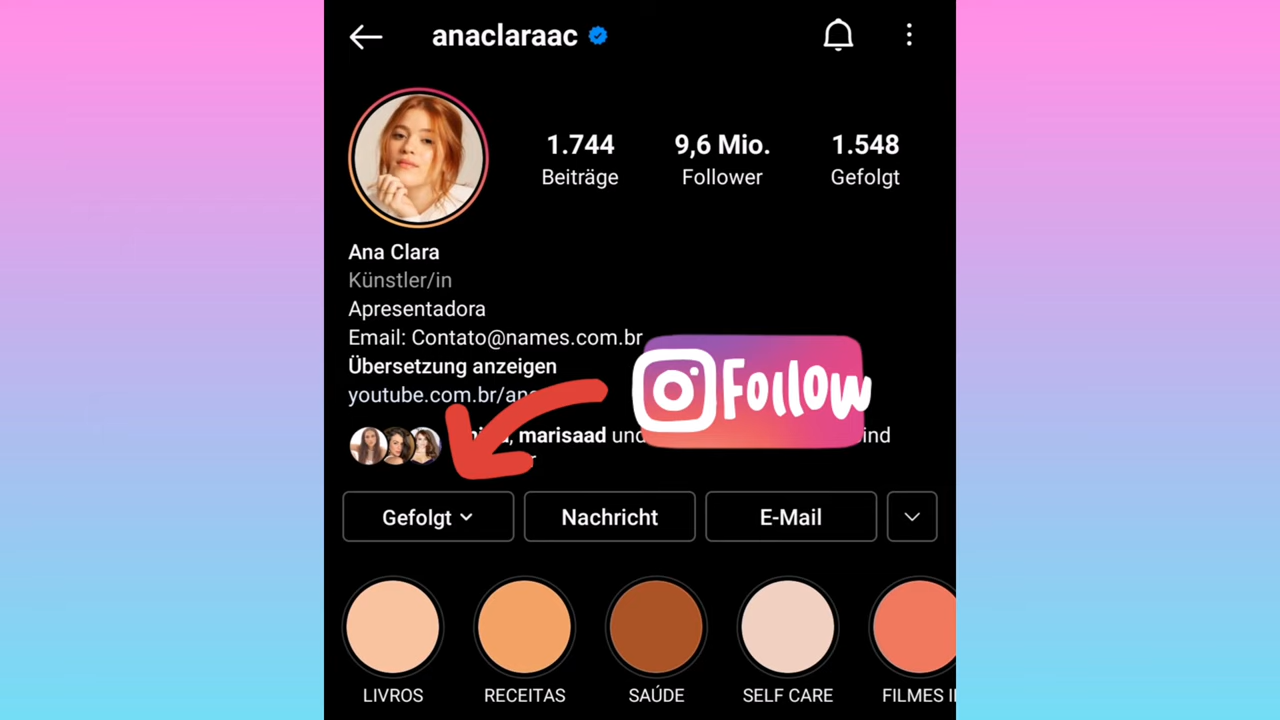 anaclaraac
1.744 9,6 Mio. 1.548
Beiträge Follower Gefolgt
Ana Clara
Künstler/in
Apresentadora
Email: Contato@names.com.br
Übersetzung anzeigen
youtube.com.br/an
Follow
marisaad und
Gefolgt Nachricht E-Mail
LIVROS RECEITAS SAÚDE SELF CARE FILMES